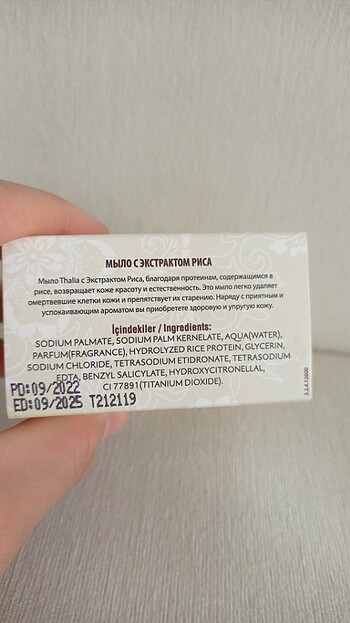 МЫЛО С ЭКСТРАКТОМ РИСА
Мыло Thalia с Экстрактом Риса, благодаря протеинам, содержащимся в
рисе, возвращает коже красоту и естественность. Это мыло легко удаляет
омертвевшие клетки кожи и препятствует их старению. Наряду с приятным и
успокаивающим ароматом вы приобретете здоровую и упругую кожу.
İçindekiler / Ingredients:
SODIUM PALMATE, SODIUM PALM KERNELATE, AQUA(WATER),
PARFUM(FRAGRANCE), HYDROLYZED RICE PROTEIN, GLYCERIN,
SODIUM CHLORIDE, TETRASODIUM ETIDRONATE, TETRASODIUM
EDTA, BENZYL SALICYLATE, HYDROXYCITRONELLAL,
CI 77891(TITANIUM DIOXIDE).
PD:09/2022
ED:09/2025 T212119